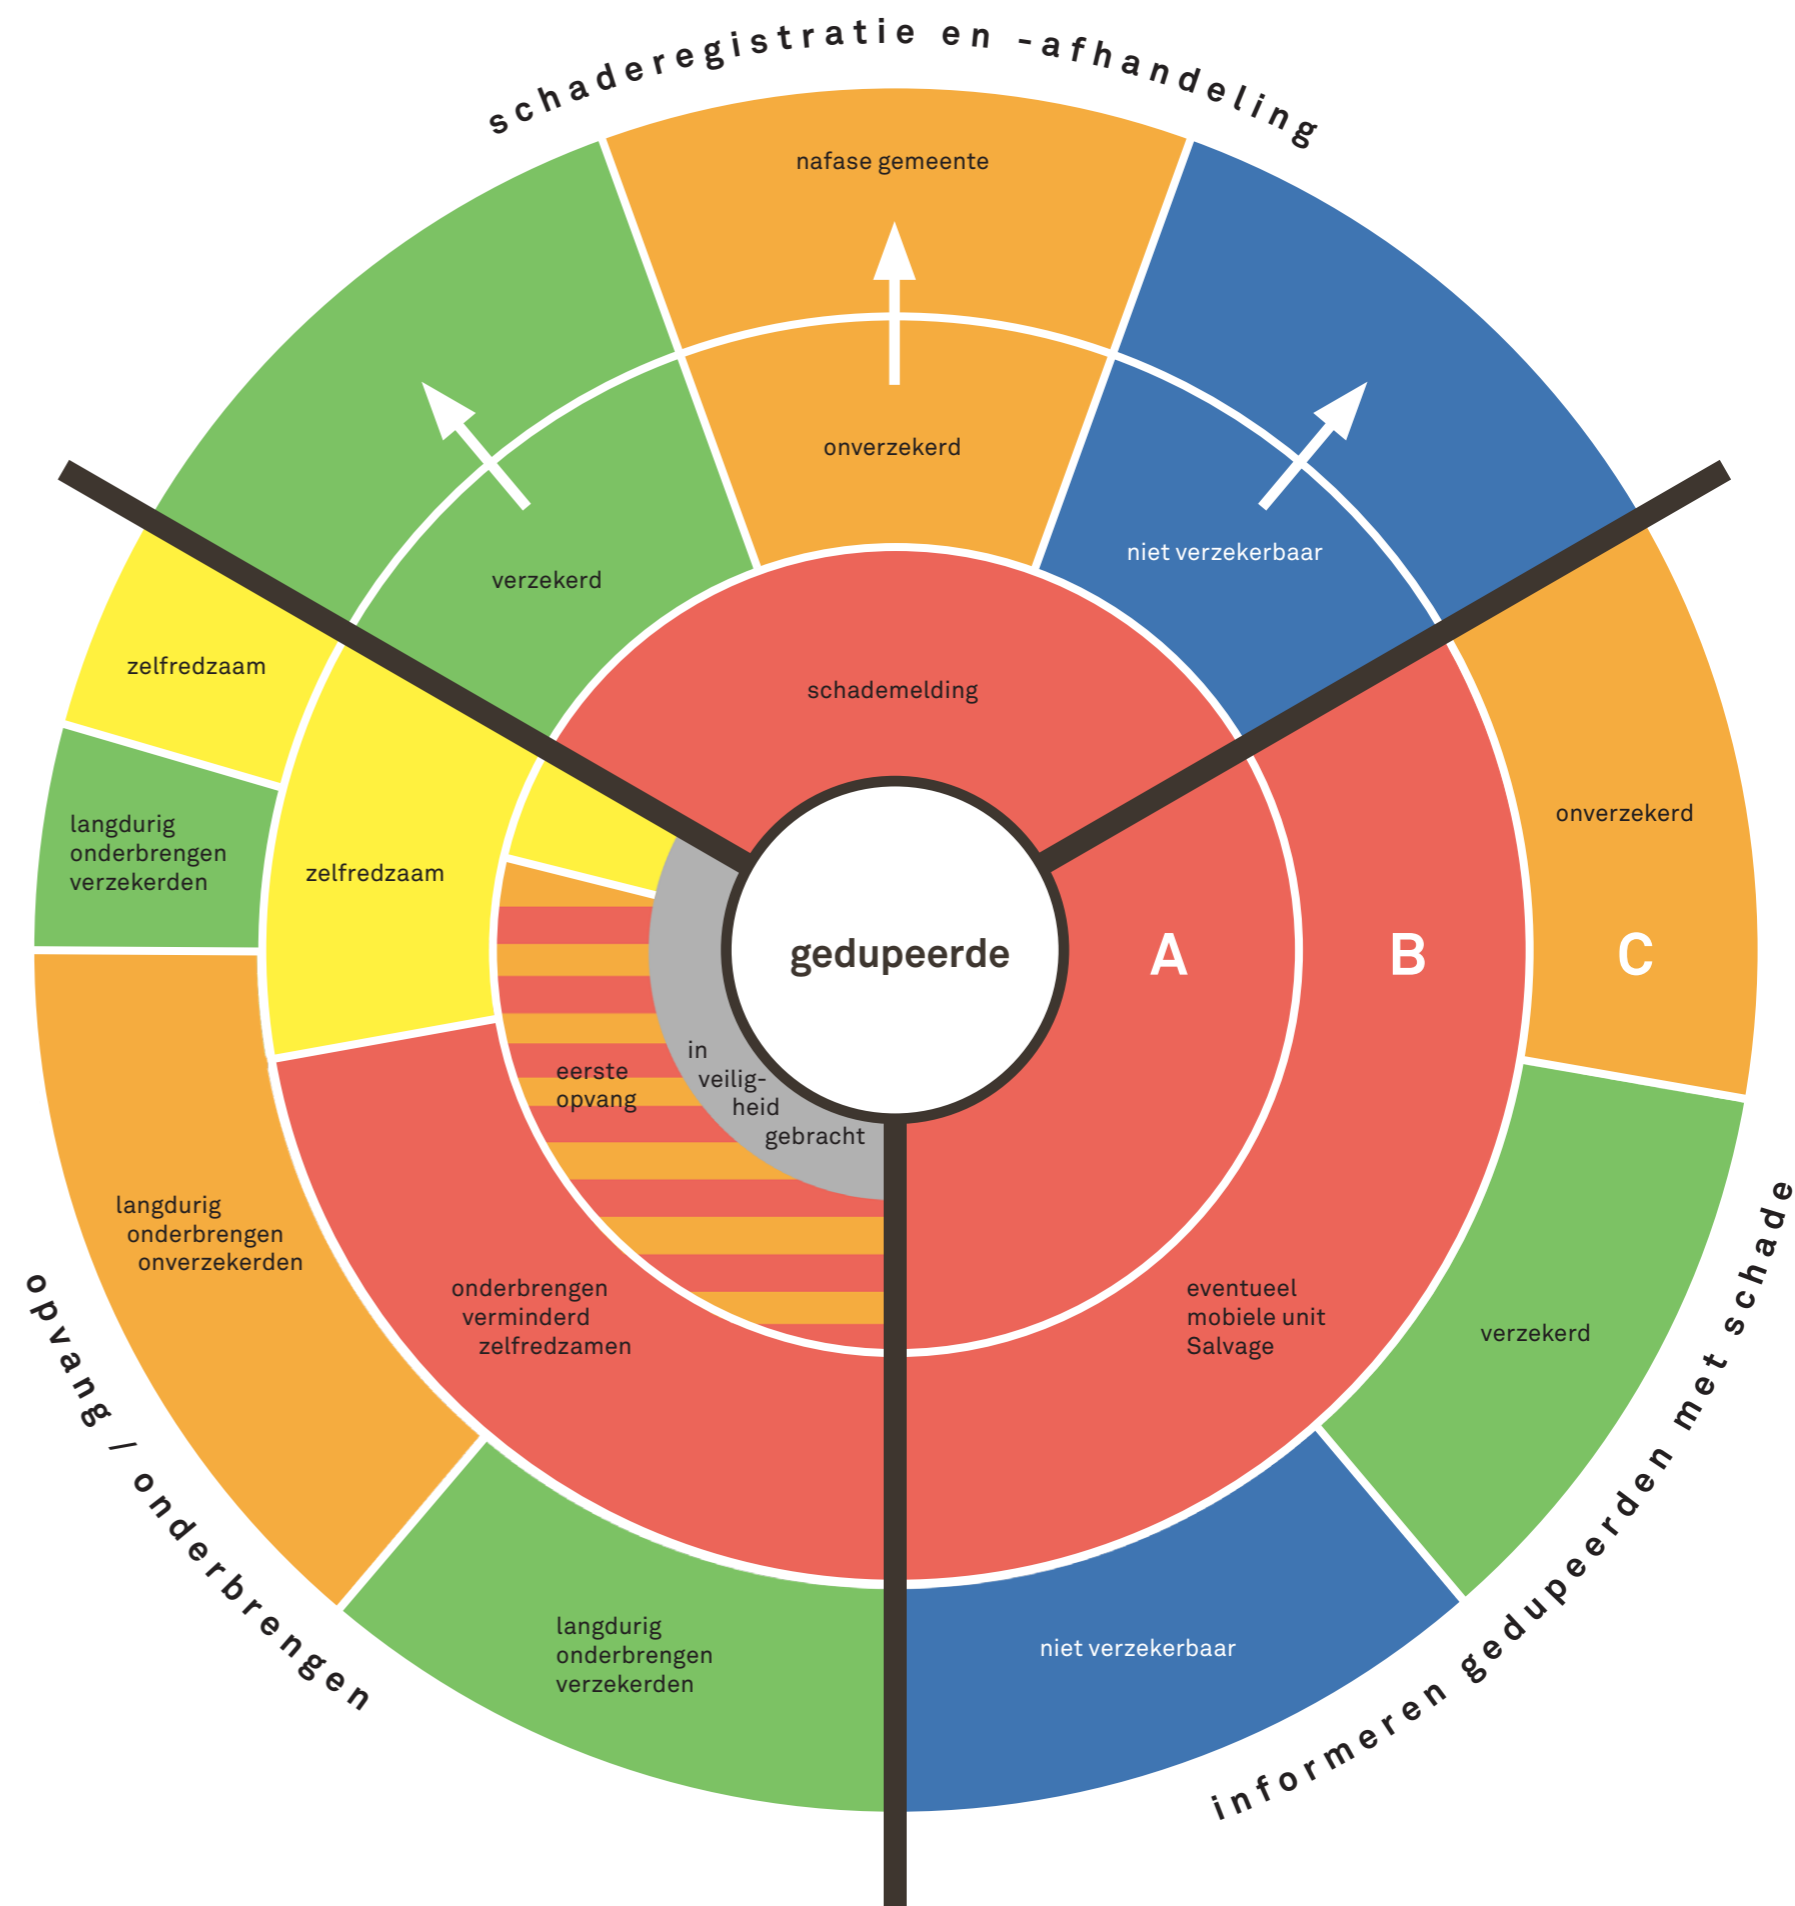 schaderegistratie en -afhandeling
nafase gemeente
onverzekerd
verzekerd
niet verzekerbaar
schademelding
zelfredzaam
langdurig
onderbrengen
verzekerden
zelfredzaam
gedupeerde
A
B
C
onverzekerd
in
veilig-
heid
gebracht
eerste
opvang
langdurig
onderbrengen
onverzekerden
onderbrengen
verminderd
zelfredzamen
eventueel
mobiele unit
Salvage
verzekerd
langdurig
onderbrengen
verzekerden
niet verzekerbaar
opvang / onderbrengen
informeren gedupeerden met schade